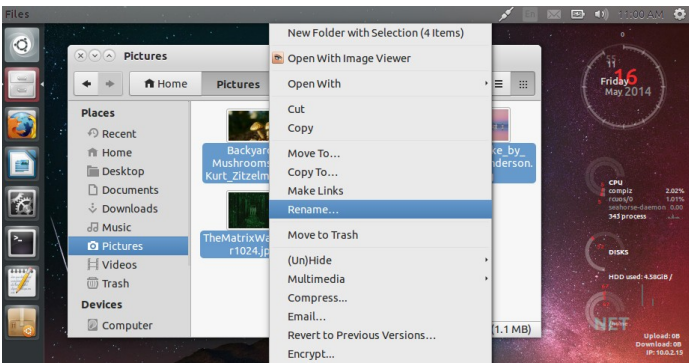 Files
En
11:00 AM
Pictures
Home
Pictures
Places
Recent
Home
Desktop
Documents
Downloads
Music
Pictures
Videos
Trash
Devices
Computer
Backyar
Mushrooms
Kurt_Zitzelm
TheMatrixWa
r1024.jp
ke_by_
nderson.
(1.1 MB)
New Folder with Selection (4 Items)
Open With Image Viewer
Open With
Cut
Copy
Move To…
Copy To…
Make Links
Rename…
Move to Trash
(Un)Hide
Multimedia
Compress...
Email...
Revert to Previous Versions...
Encrypt...
0
11
Friday 16
May 2014
CPU
compiz 2.02%
rcuos/0 1.01%
seahorse-daemon 0.00
343 process
DISKS
HDD used: 4.58GiB /
NET
Upload: 0B
Download: 0B
IP: 10.0.2.15